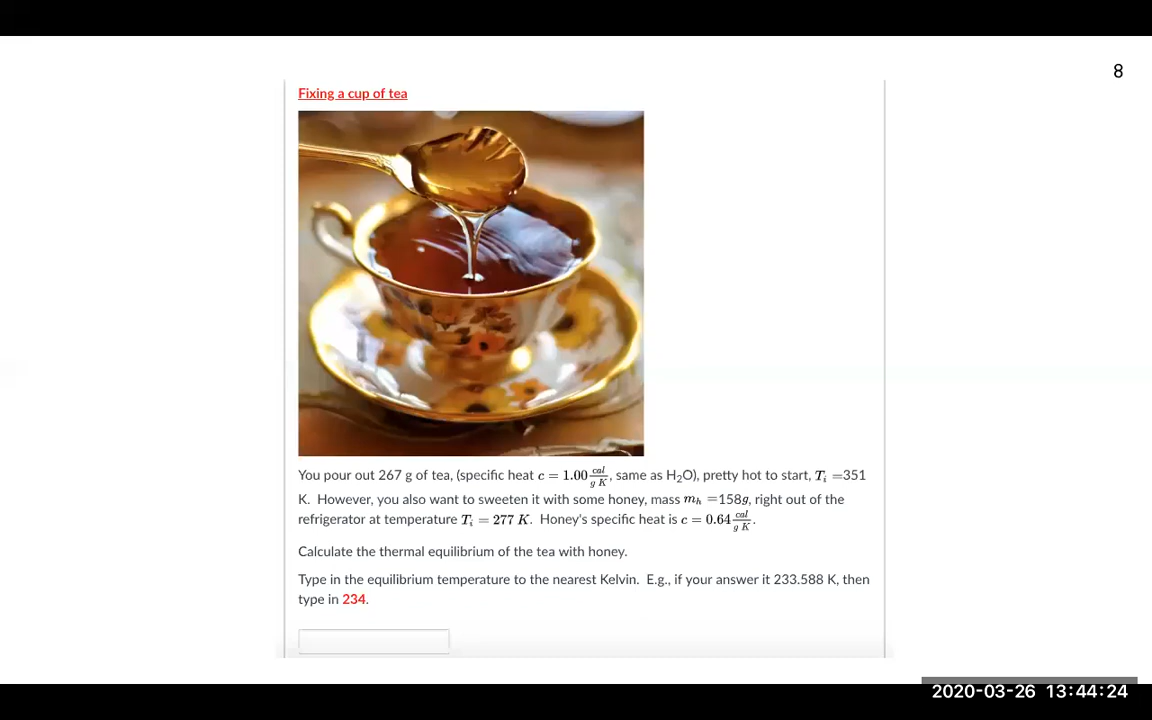 8
Fixing a cup of tea
You pour out 267 g of tea, (specific heat c = 1.00 cal/g K, same as H₂O), pretty hot to start, Tᵢ =351
K. However, you also want to sweeten it with some honey, mass mₕ =158g, right out of the
refrigerator at temperature Tᵢ = 277 K. Honey's specific heat is c = 0.64 cal/g K.
Calculate the thermal equilibrium of the tea with honey.
Type in the equilibrium temperature to the nearest Kelvin. E.g., if your answer it 233.588 K, then
type in 234.
2020-03-26 13:44:24